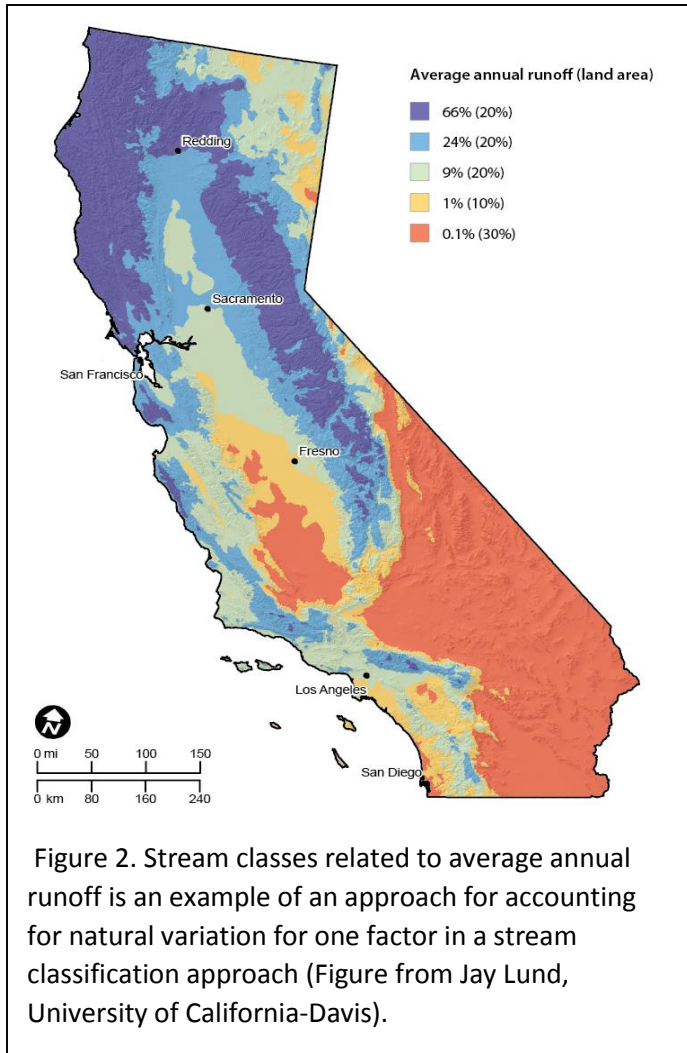 Average annual runoff (land area)
66% (20%)
24% (20%)
9% (20%)
1% (10%)
0.1% (30%)
Redding
Sacramento
San Francisco
Fresno
Los Angeles
San Diego
N
0 mi 50 100 150
0 km 80 160 240
Figure 2. Stream classes related to average annual
runoff is an example of an approach for accounting
for natural variation for one factor in a stream
classification approach (Figure from Jay Lund,
University of California-Davis).